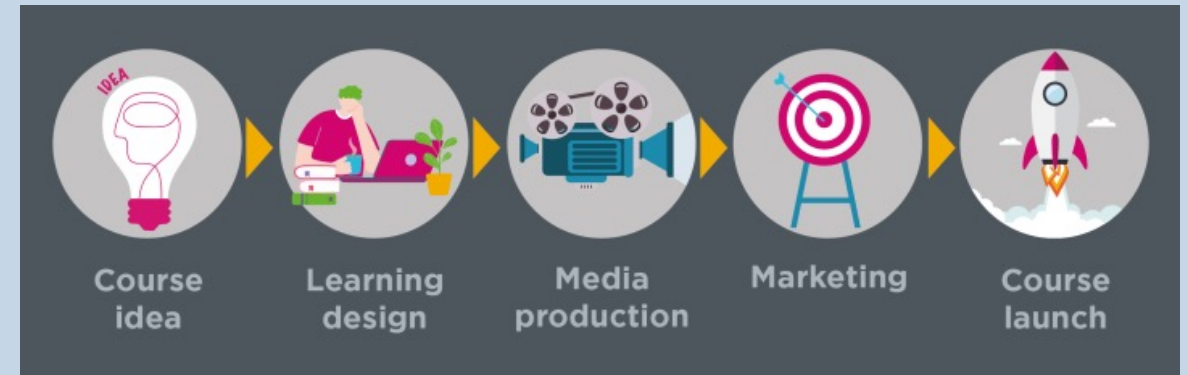 IDEA
Course
idea
Learning
design
Media
production
Marketing
Course
launch